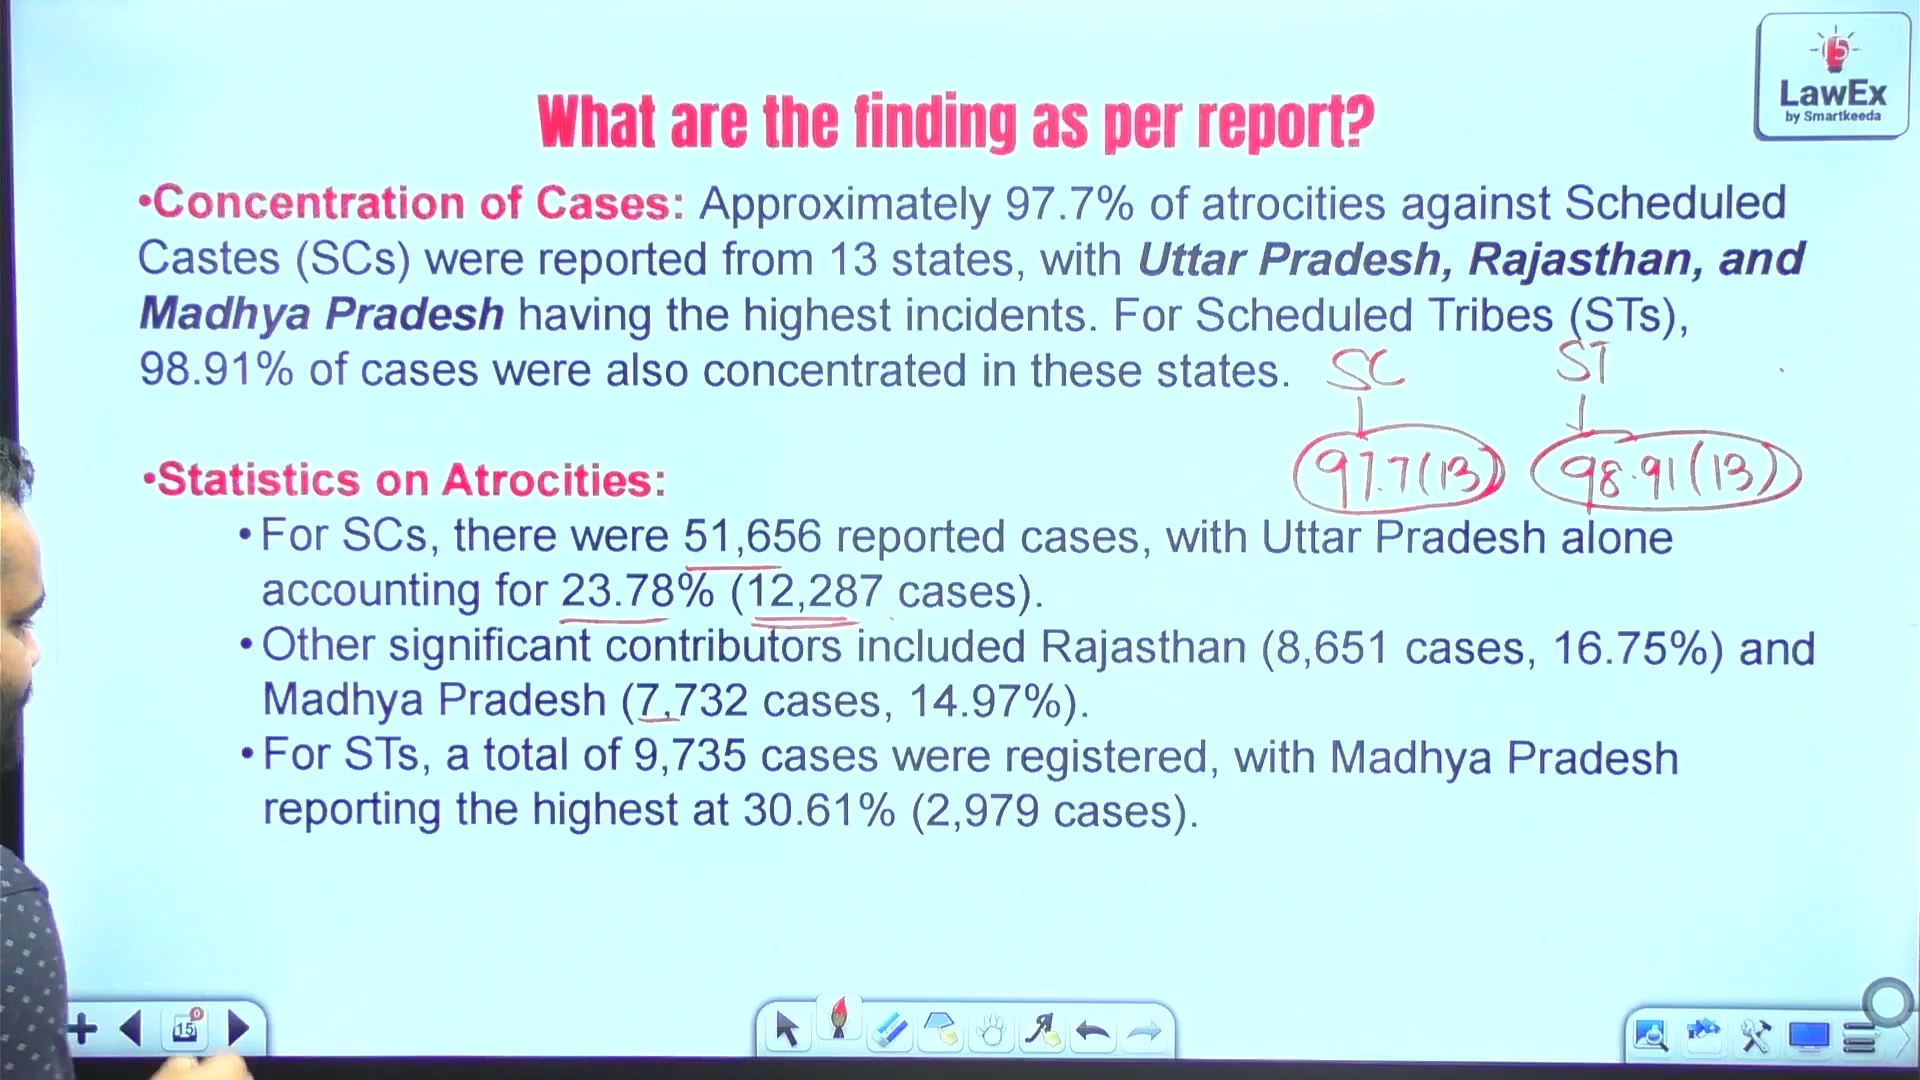 LawEx
by Smartkeeda
What are the finding as per report?
•Concentration of Cases: Approximately 97.7% of atrocities against Scheduled
Castes (SCs) were reported from 13 states, with Uttar Pradesh, Rajasthan, and
Madhya Pradesh having the highest incidents. For Scheduled Tribes (STs),
98.91% of cases were also concentrated in these states.
SC ST
97.7(13) 98.91(13)
•Statistics on Atrocities:
•For SCs, there were 51,656 reported cases, with Uttar Pradesh alone
accounting for 23.78% (12,287 cases).
•Other significant contributors included Rajasthan (8,651 cases, 16.75%) and
Madhya Pradesh (7,732 cases, 14.97%).
•For STs, a total of 9,735 cases were registered, with Madhya Pradesh
reporting the highest at 30.61% (2,979 cases).
15
0